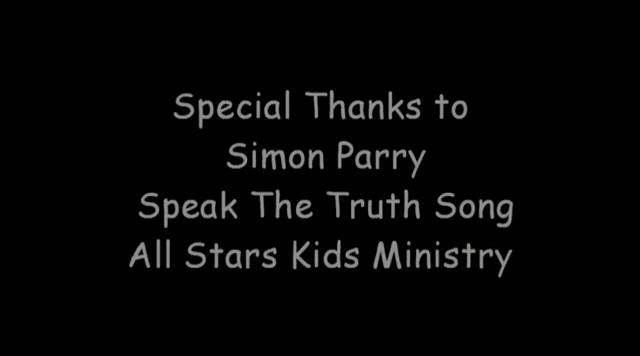 Special Thanks to
Simon Parry
Speak The Truth Song
All Stars Kids Ministry